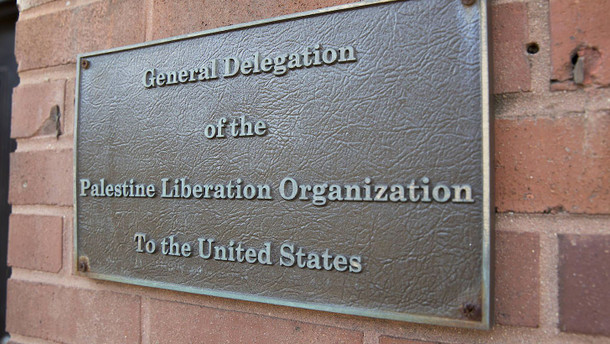 General Delegation
of the
Palestine Liberation Organization
To the United States